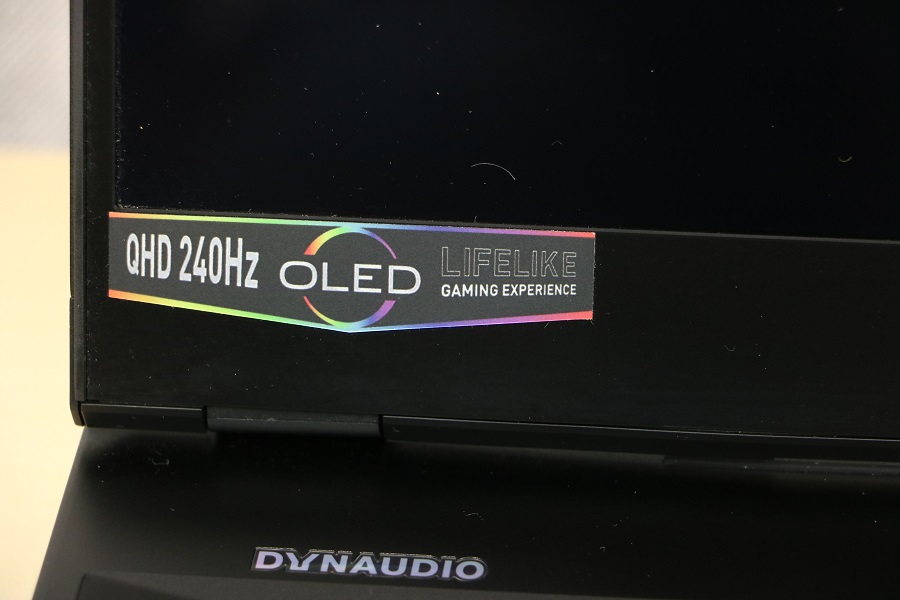 QHD 240Hz
OLED
LIFELIKE
GAMING EXPERIENCE
DYNAUDIO